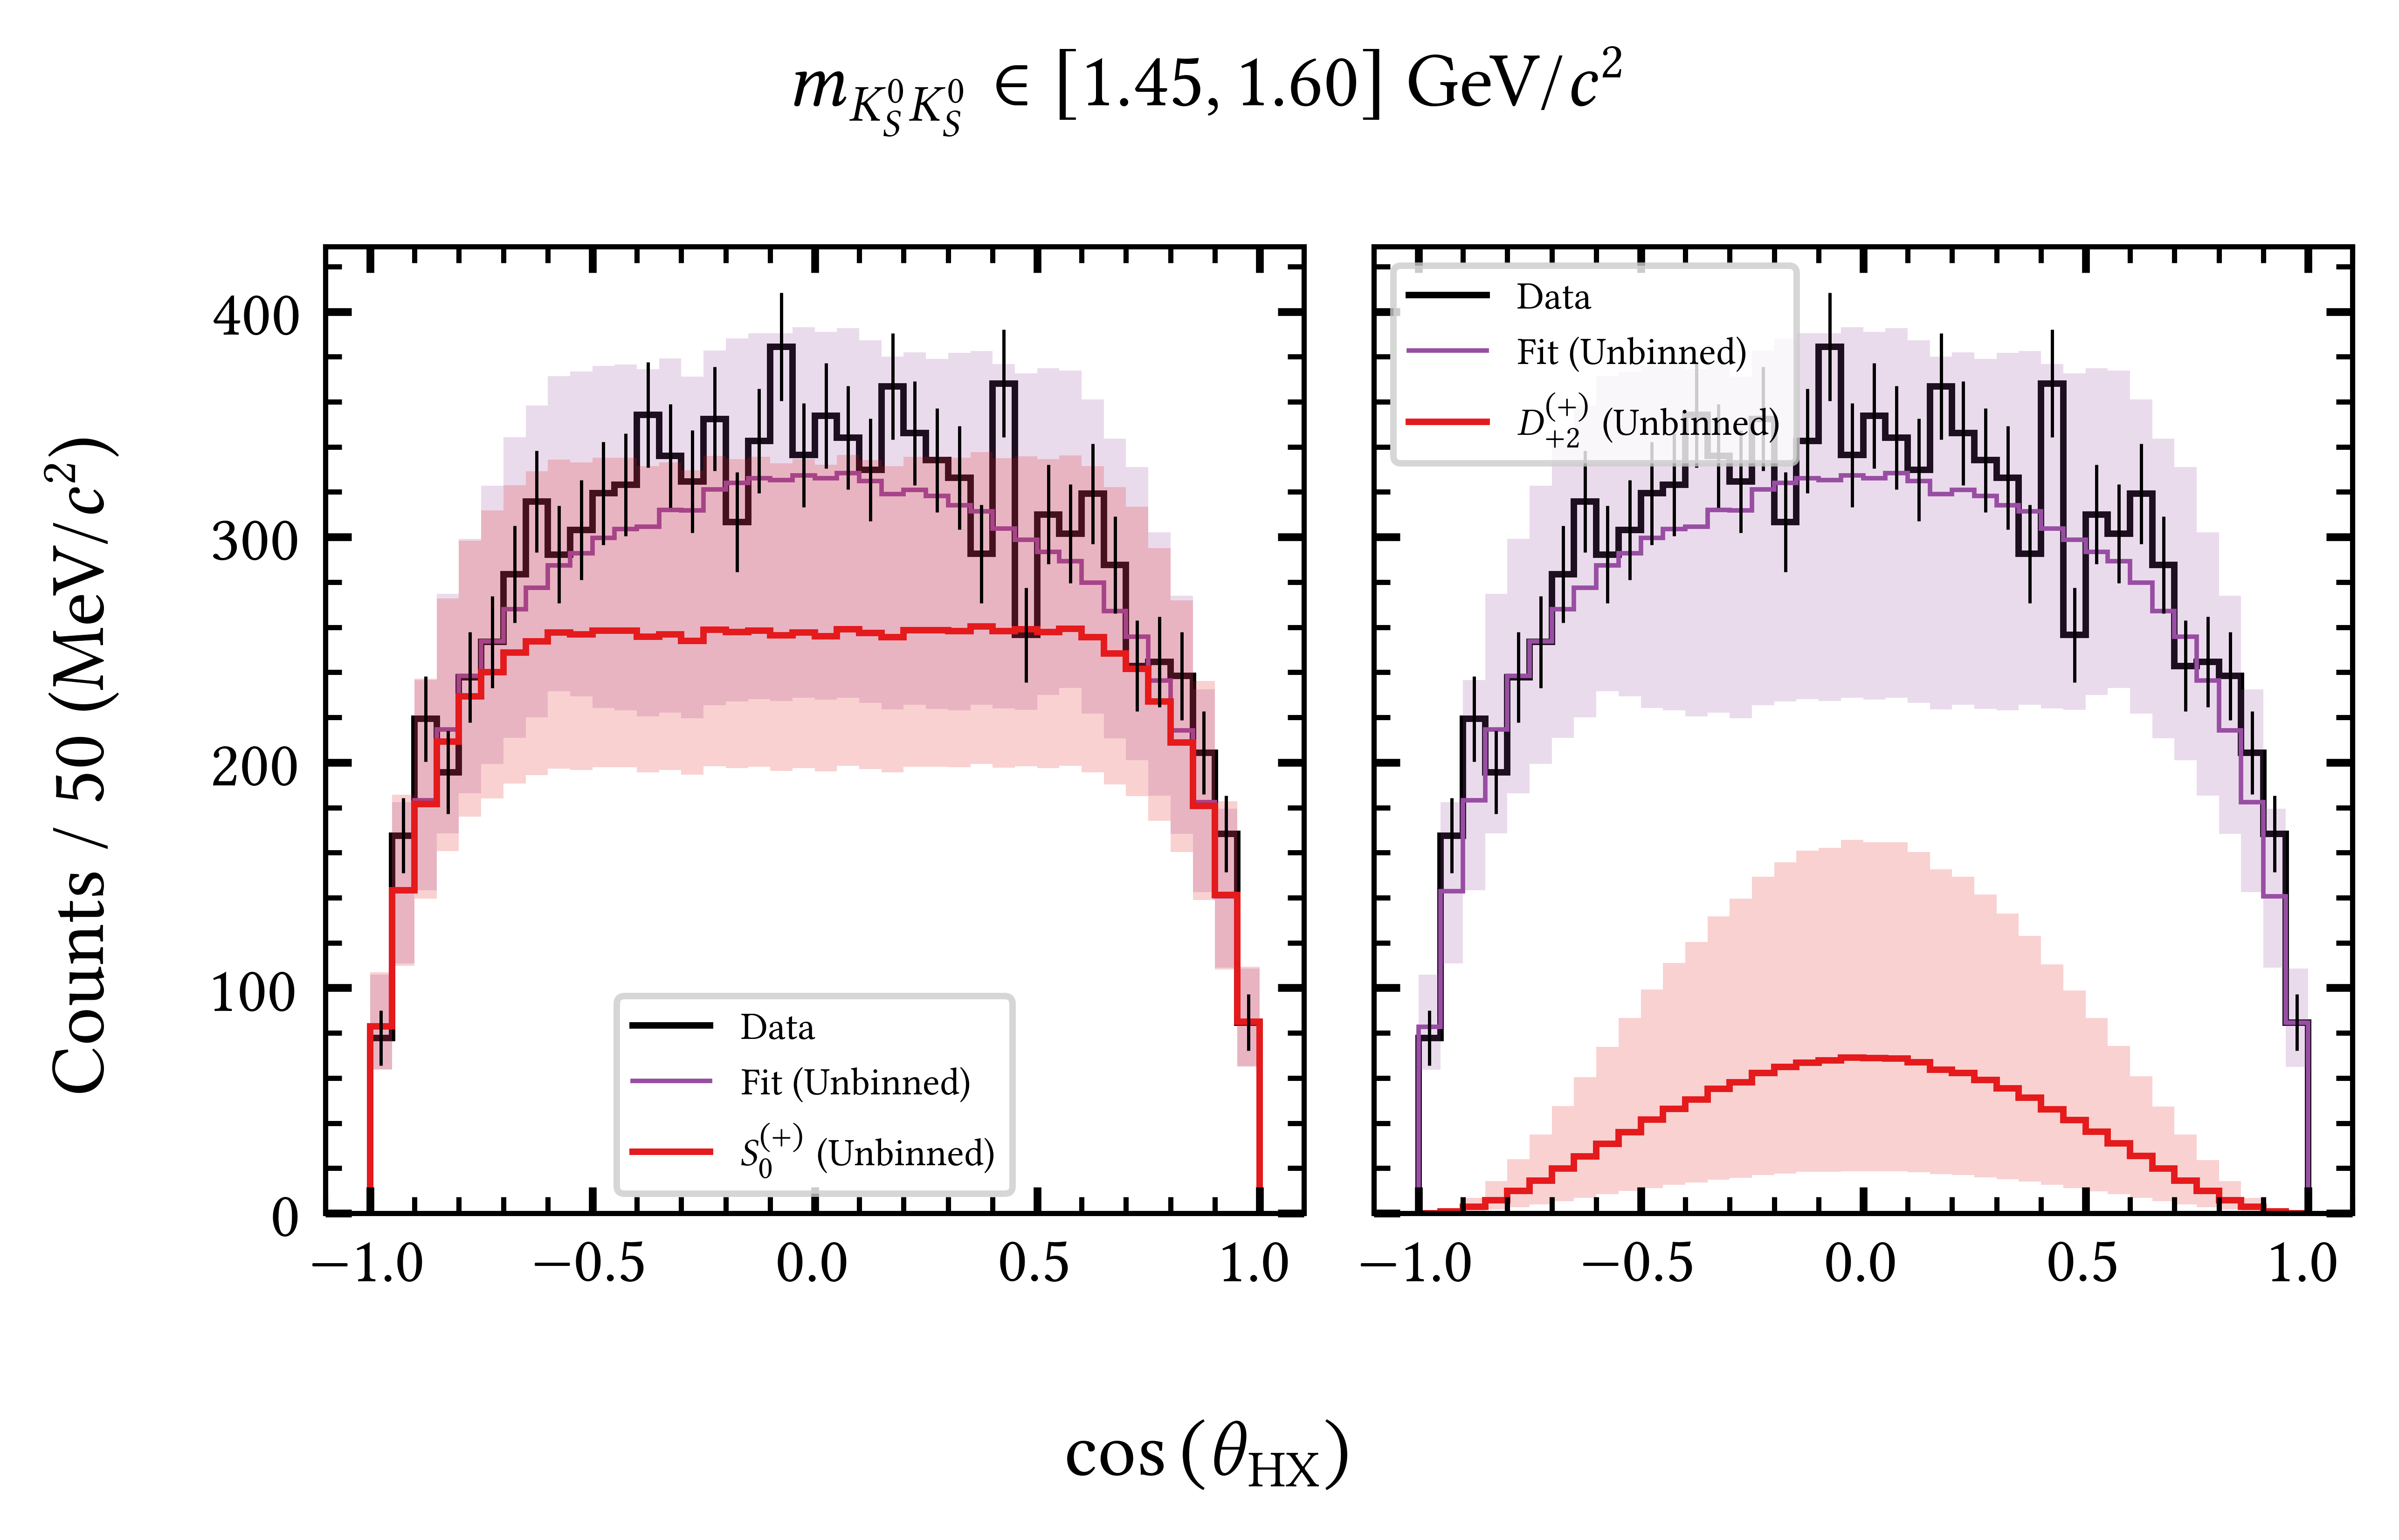 m_{K_S^0 K_S^0} ∈ [1.45, 1.60] GeV/c²
Counts / 50 (MeV/c²)
400
300
200
100
0
Data
Fit (Unbinned)
S_0^{(+)} (Unbinned)
−1.0 −0.5 0.0 0.5 1.0
Data
Fit (Unbinned)
D_{+2}^{(+)} (Unbinned)
−1.0 −0.5 0.0 0.5 1.0
cos (θ_HX)